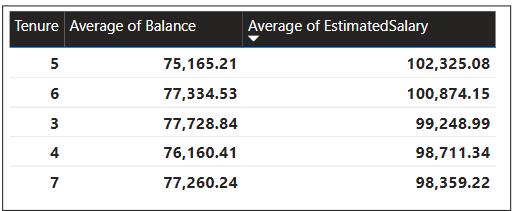 Tenure Average of Balance Average of EstimatedSalary
5 75,165.21 102,325.08
6 77,334.53 100,874.15
3 77,728.84 99,248.99
4 76,160.41 98,711.34
7 77,260.24 98,359.22